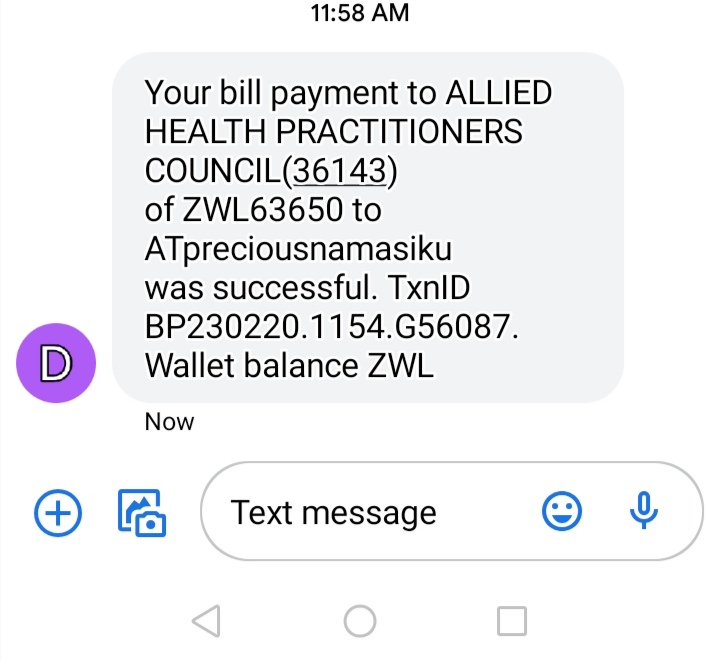 11:58 AM
Your bill payment to ALLIED
HEALTH PRACTITIONERS
COUNCIL(36143)
of ZWL63650 to
ATpreciousnamasiku
was successful. TxnID
BP230220.1154.G56087.
Wallet balance ZWL
D
Now
Text message